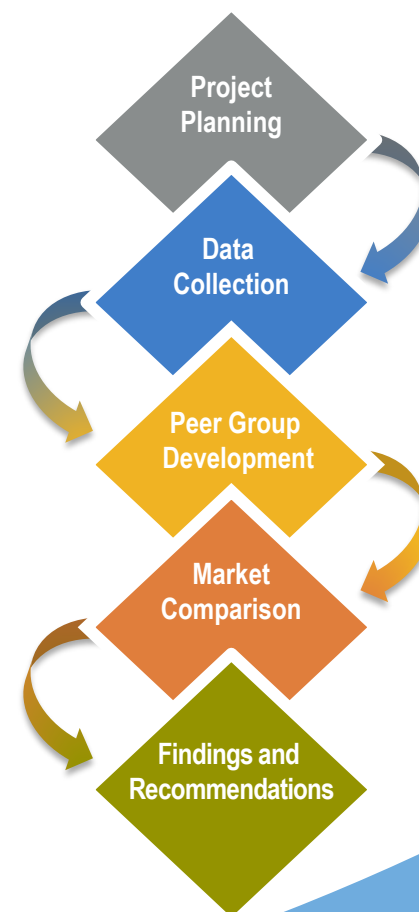 Project
Planning
Data
Collection
Peer Group
Development
Market
Comparison
Findings and
Recommendations